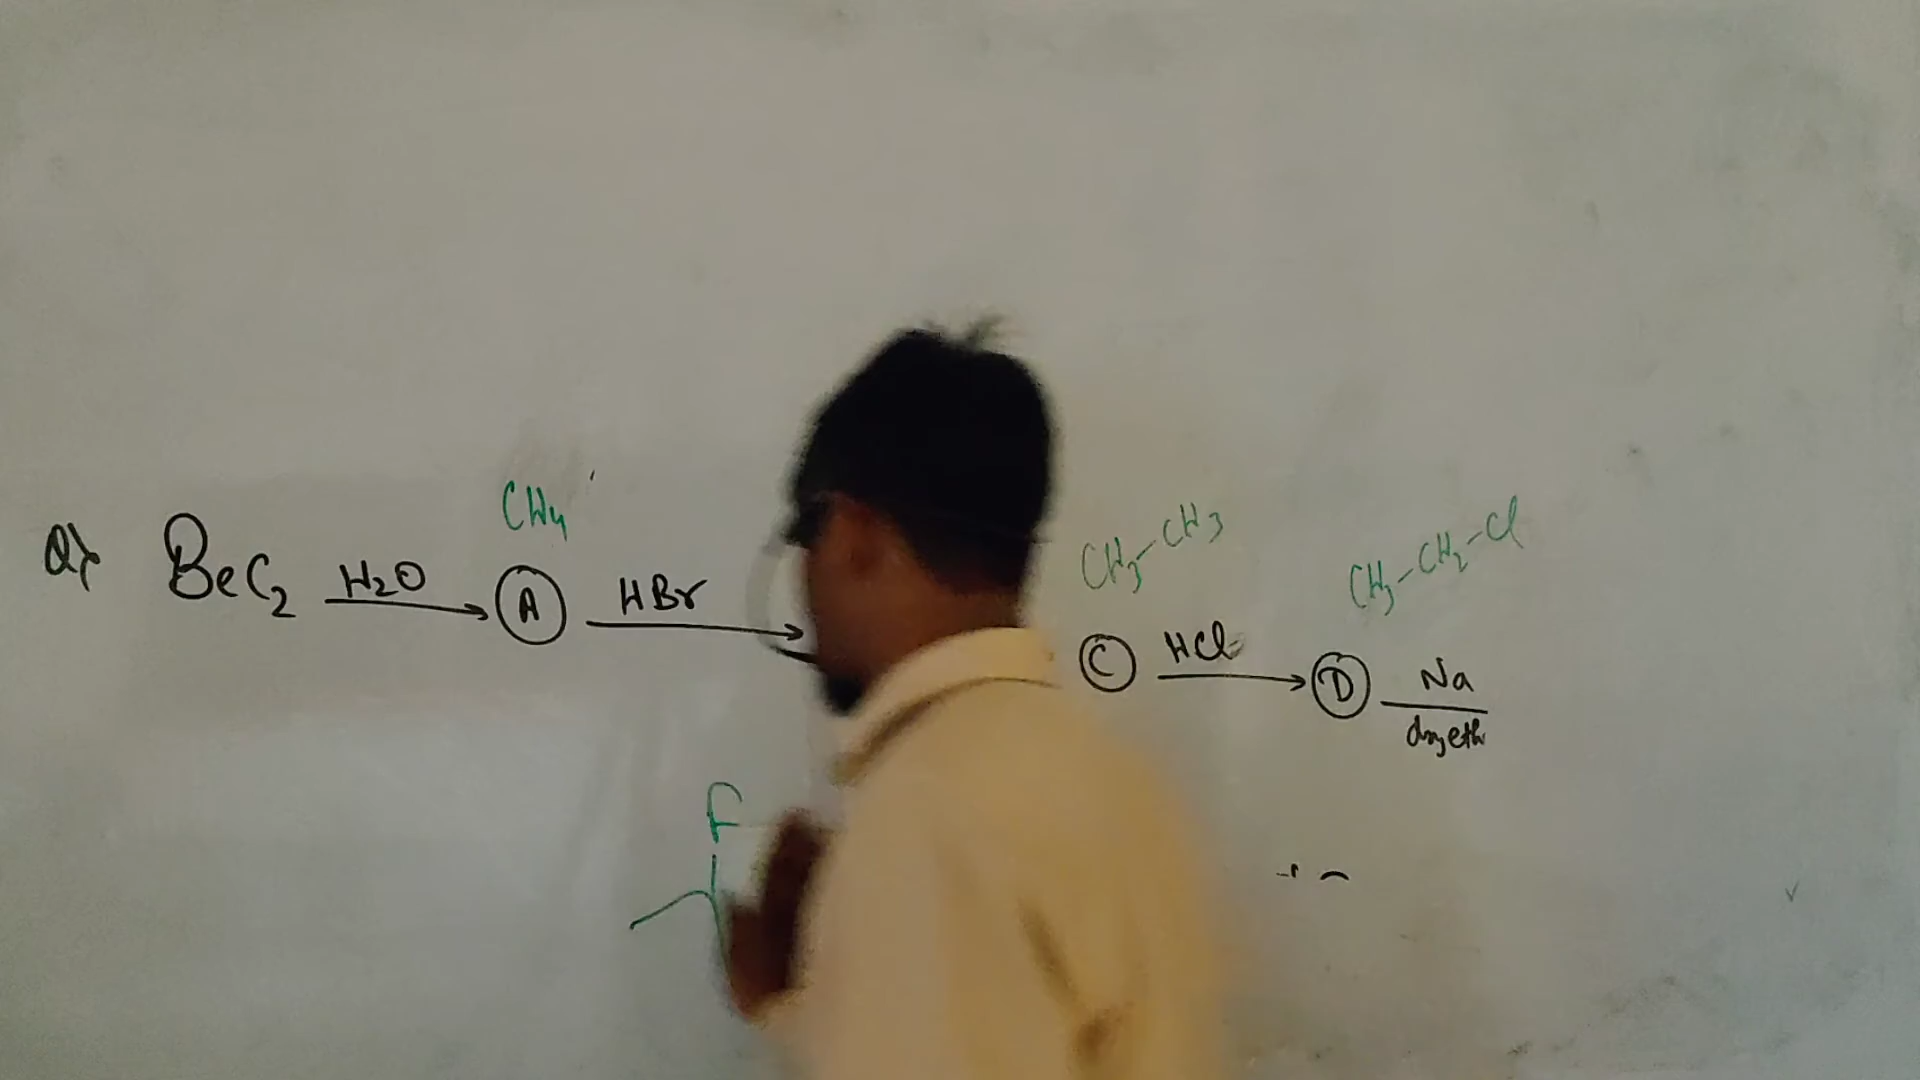 CH4
CH3-CH3
CH3-CH2-Cl
Q) BeC2 H2O A HBr C HCl D Na
dry eth
F